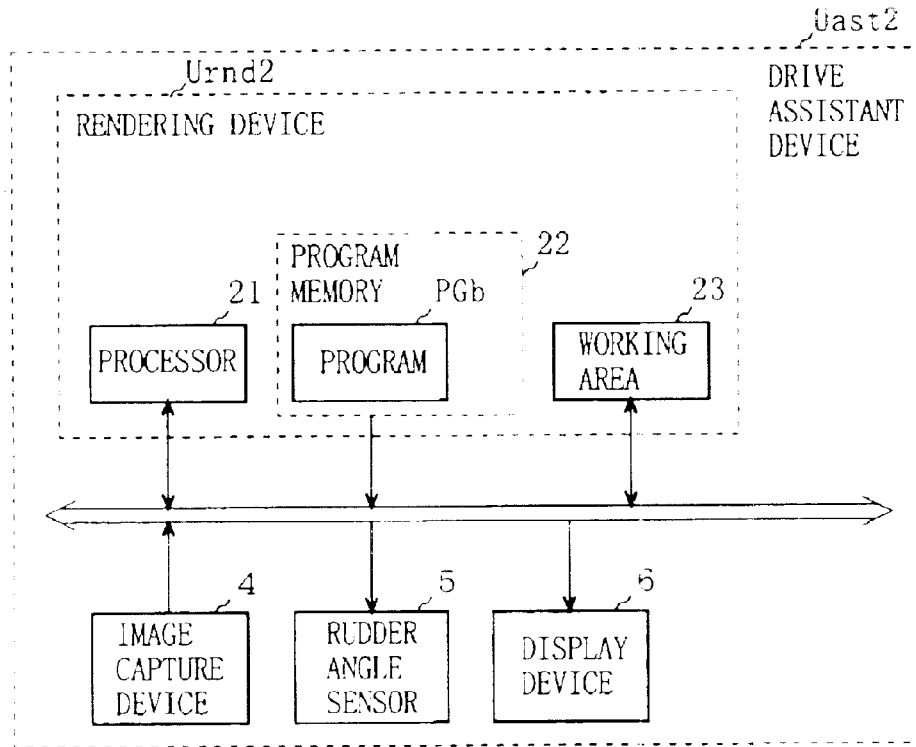 Uast2
Urnd2
DRIVE
ASSISTANT
DEVICE
RENDERING DEVICE
22
PROGRAM
MEMORY
PGb
21
23
PROCESSOR
PROGRAM
WORKING
AREA
4
5
6
IMAGE
CAPTURE
DEVICE
RUDDER
ANGLE
SENSOR
DISPLAY
DEVICE